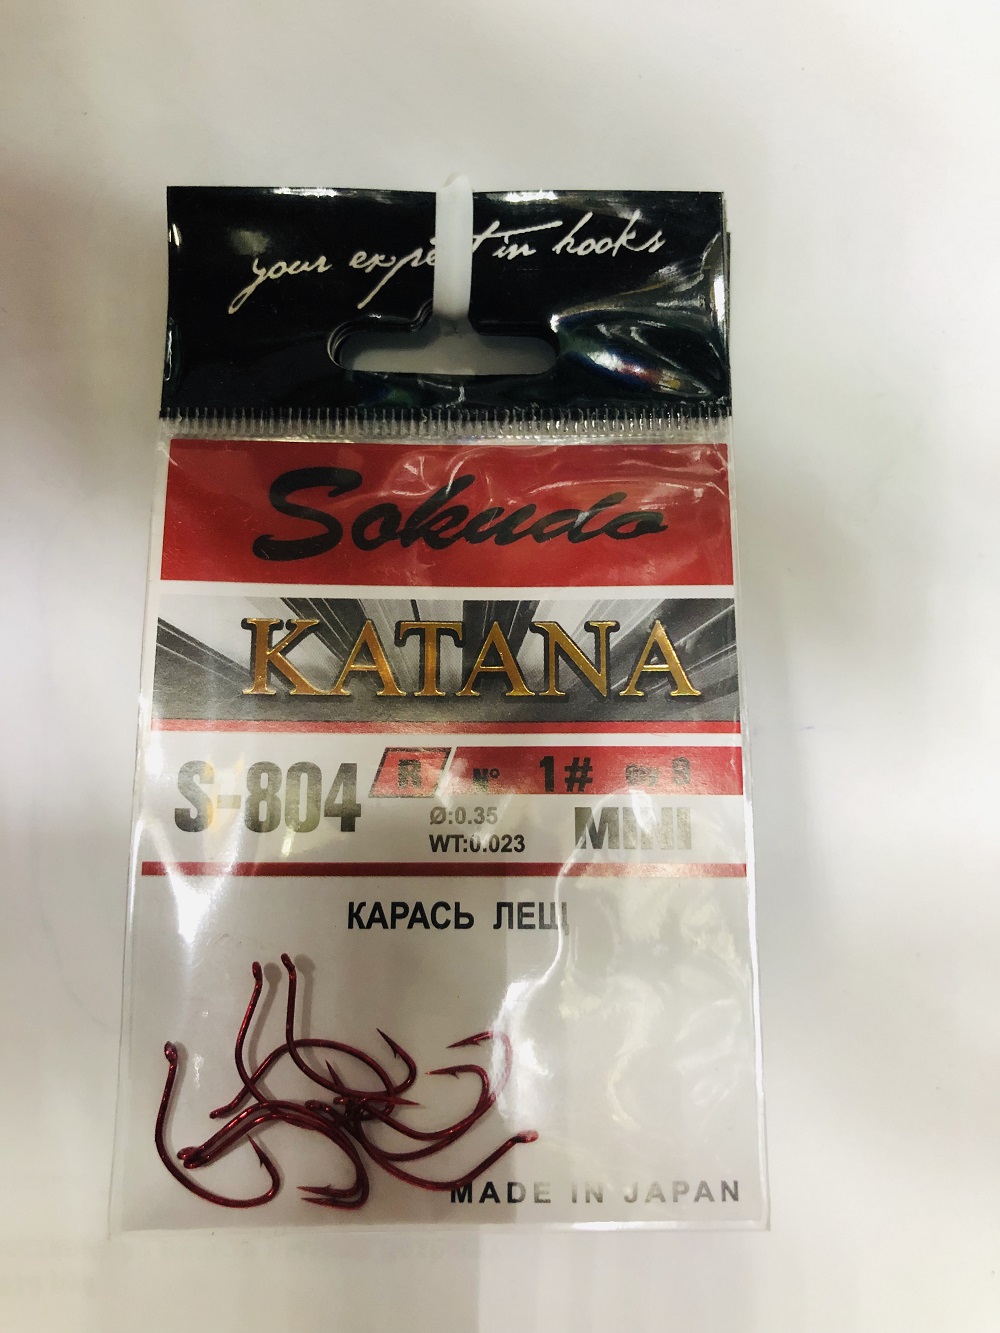 your expert in hooks
Sokudo
KATANA
S-804 R Nº 1# 8
Ø:0.35
WT:0.023
MINI
КАРАСЬ ЛЕЩ
MADE IN JAPAN